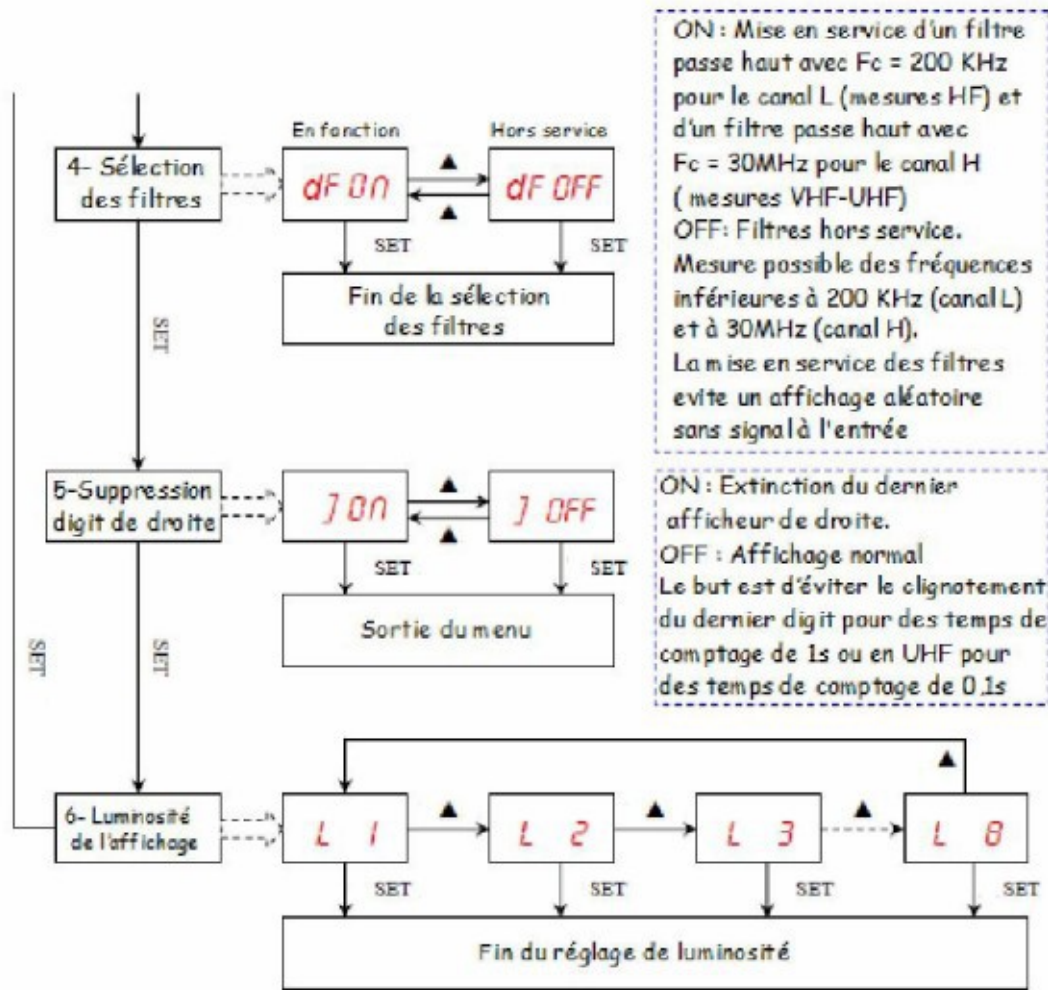 ON : Mise en service d'un filtre
passe haut avec Fc = 200 KHz
pour le canal L (mesures HF) et
d'un filtre passe haut avec
Fc = 30MHz pour le canal H
( mesures VHF-UHF)
OFF: Filtres hors service.
Mesure possible des fréquences
inférieures à 200 KHz (canal L)
et à 30MHz (canal H).
La mise en service des filtres
evite un affichage aléatoire
sans signal à l'entrée
En fonction
Hors service
4- Sélection
des filtres
dF ON
▲
▲
dF OFF
SET
SET
Fin de la sélection
des filtres
SET
5-Suppression
digit de droite
] ON
▲
▲
] OFF
SET
SET
Sortie du menu
ON : Extinction du dernier
afficheur de droite.
OFF : Affichage normal
Le but est d'éviter le clignotement
du dernier digit pour des temps de
comptage de 1s ou en UHF pour
des temps de comptage de 0,1s
SET
SET
6- Luminosité
de l'affichage
L 1
▲
L 2
▲
L 3
▲
L 8
▲
SET
SET
SET
SET
Fin du réglage de luminosité